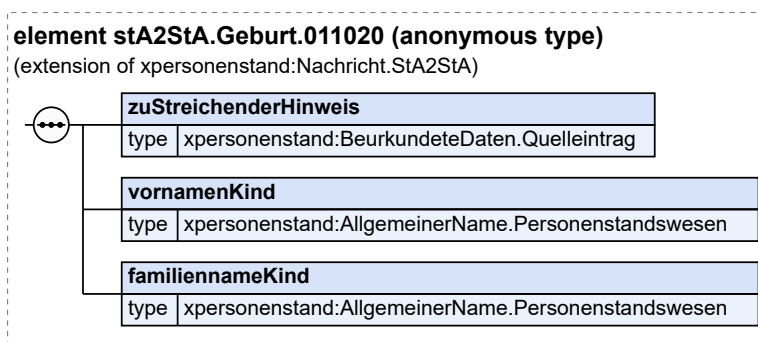 element stA2StA.Geburt.011020 (anonymous type)
(extension of xpersonenstand:Nachricht.StA2StA)
zuStreichenderHinweis
type xpersonenstand:BeurkundeteDaten.Quelleintrag
vornamenKind
type xpersonenstand:AllgemeinerName.Personenstandswesen
familiennameKind
type xpersonenstand:AllgemeinerName.Personenstandswesen